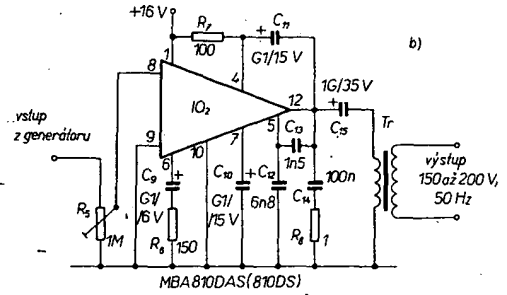 +16 V
R7
100
C11
G1/15 V
b)
1
4
8
1G/35 V
IO2
12
C15
Tr
vstup
z generátoru
9
6
10
7
5
C13
1n5
výstup
150 až 200 V,
50 Hz
C9
G1/
/6 V
C10
G1/
/15 V
C12
6n8
100n
C14
R5
1M
R6
150
R8
1
MBA810DAS (810DS)